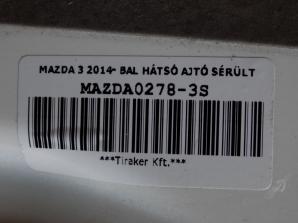 MAZDA 3 2014- BAL HÁTSÓ AJTÓ SÉRÜLT
MAZDA0278-3S
***Tiraker Kft.***